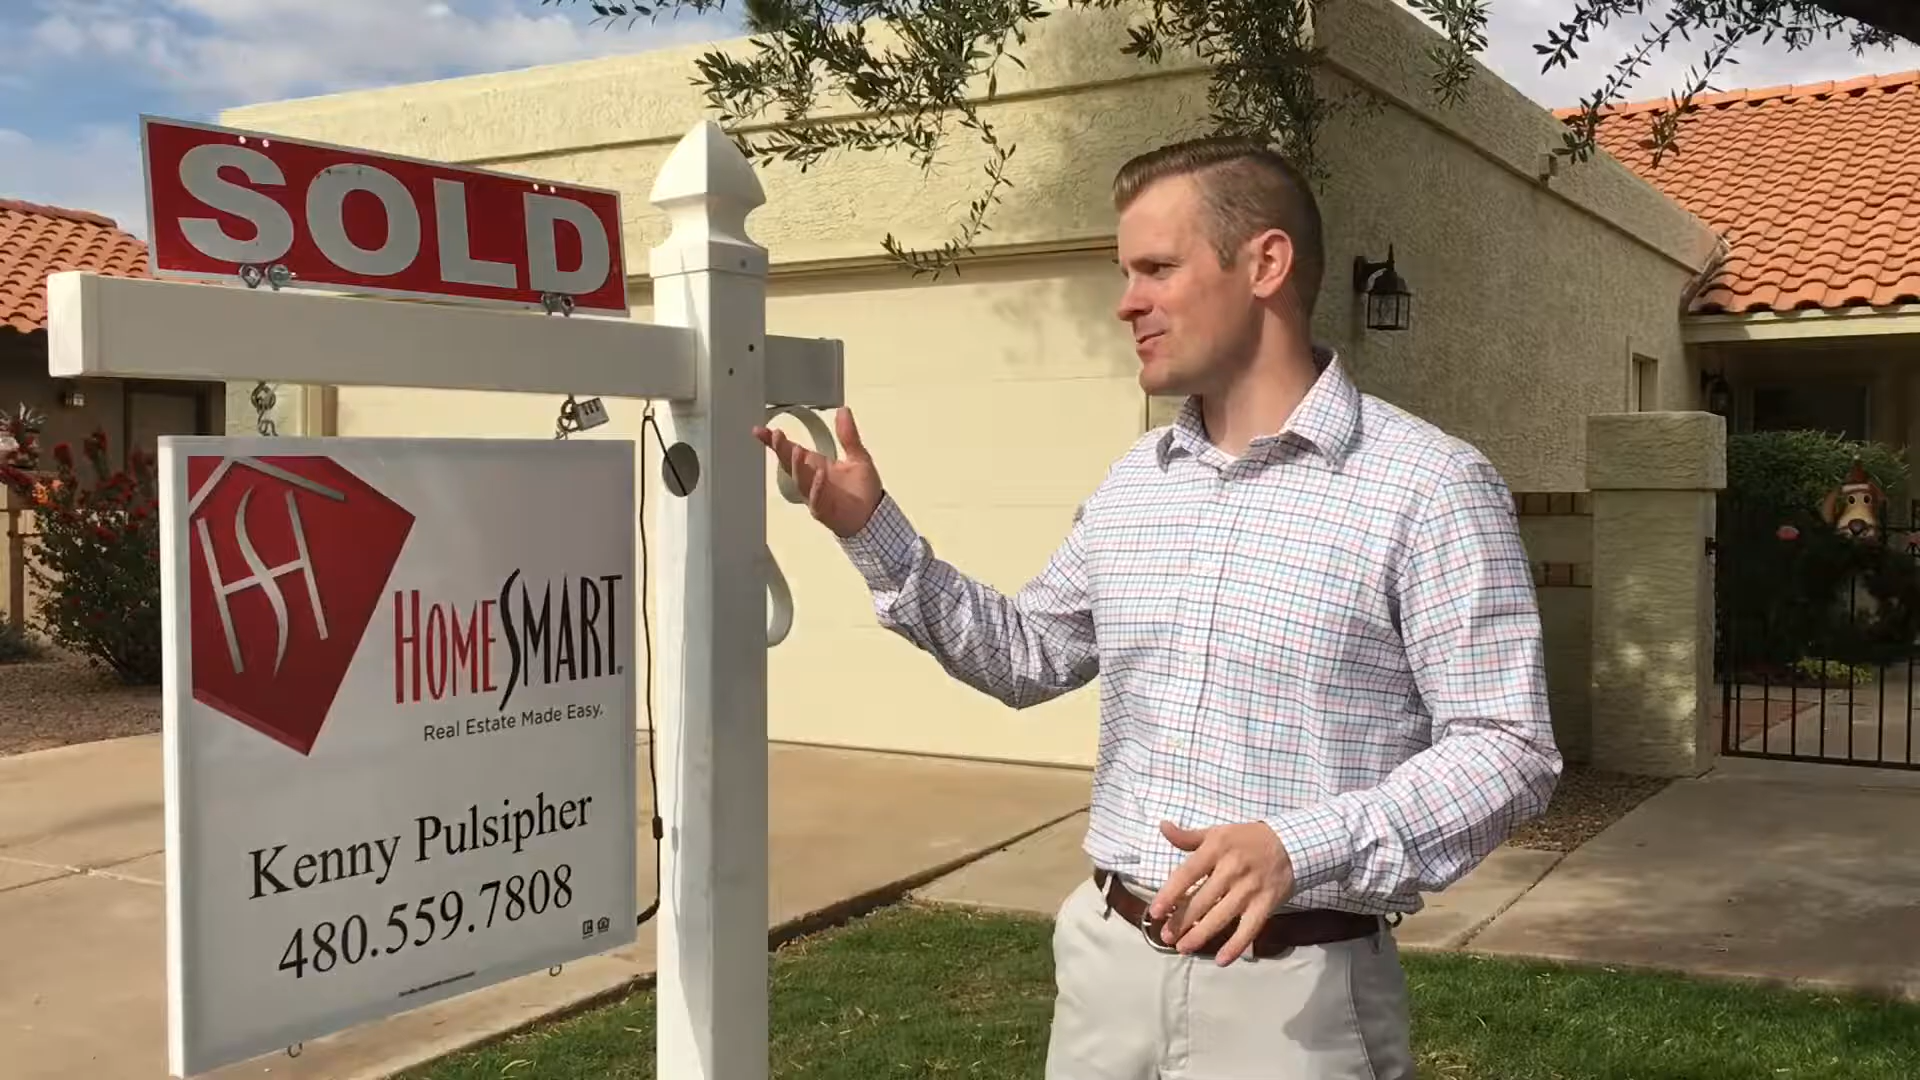 SOLD
HS
HOMESMART
Real Estate Made Easy.
Kenny Pulsipher
480.559.7808